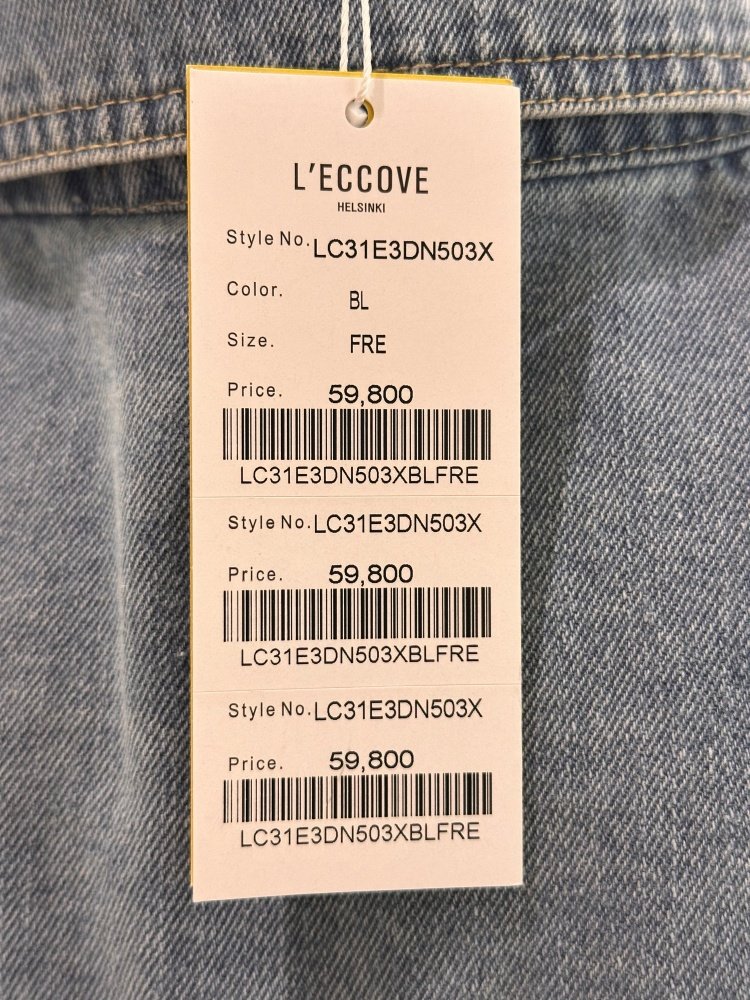 L'ECCOVE
HELSINKI
Style No. LC31E3DN503X
Color. BL
Size. FRE
Price. 59,800
LC31E3DN503XBLFRE
Style No. LC31E3DN503X
Price. 59,800
LC31E3DN503XBLFRE
Style No. LC31E3DN503X
Price. 59,800
LC31E3DN503XBLFRE